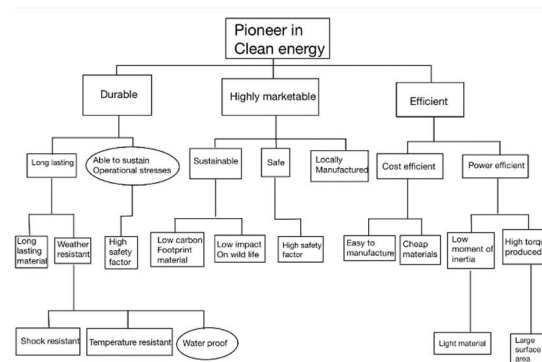 Pioneer in
Clean energy
Durable
Highly marketable
Efficient
Long lasting
Able to sustain
Operational stresses
Sustainable
Safe
Locally
Manufactured
Cost efficient
Power efficient
Long
lasting
material
Weather
resistant
High
safety
factor
Low carbon
Footprint
material
Low impact
On wild life
High safety
factor
Easy to
manufacture
Cheap
materials
Low
moment of
inertia
High
produced
Shock resistant
Temperature resistant
Water proof
Light material
Large
surface
area